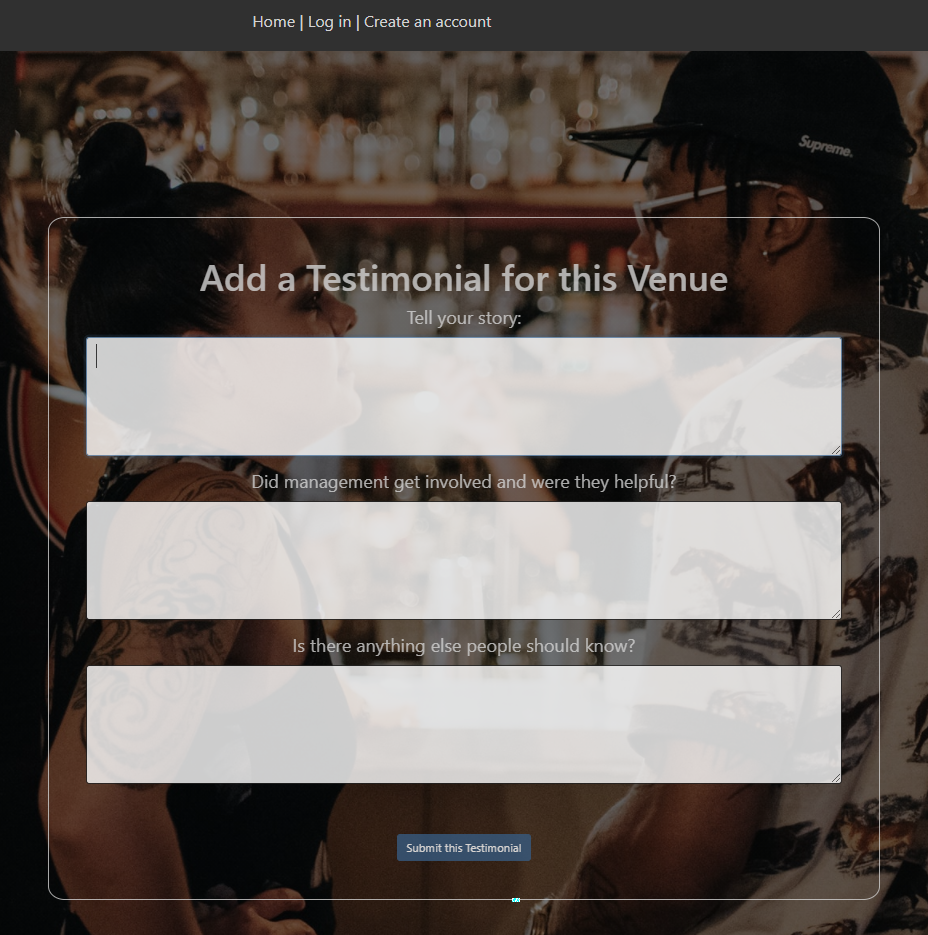 Home | Log in | Create an account
Supreme.
Add a Testimonial for this Venue
Tell your story:
Did management get involved and were they helpful?
Is there anything else people should know?
Submit this Testimonial